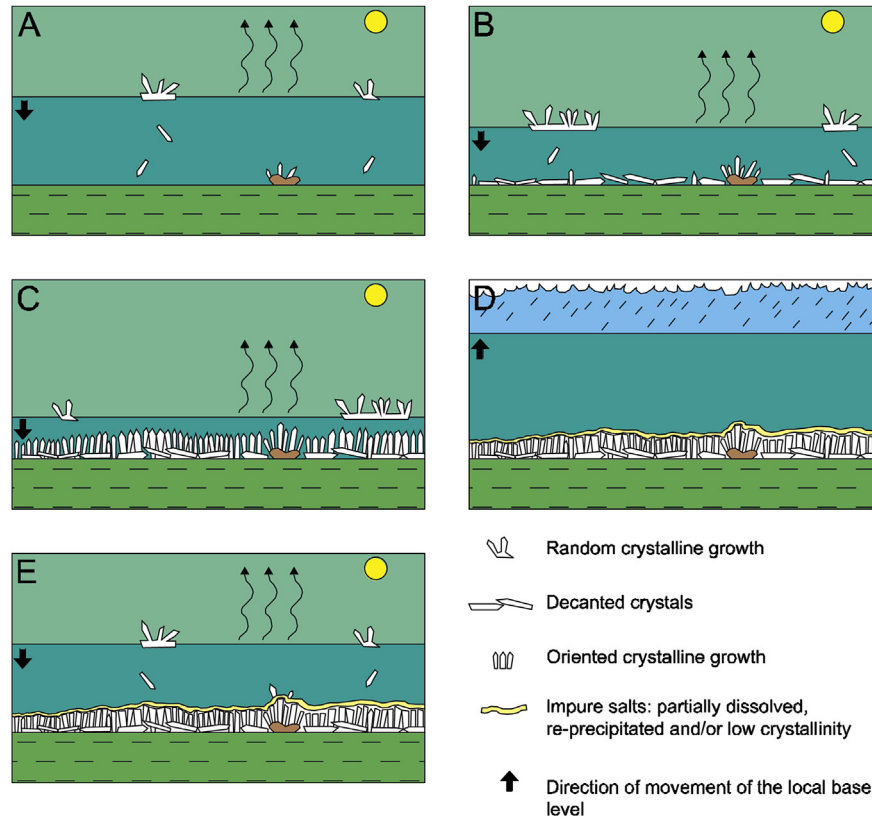 A
B
C
D
E
Random crystalline growth
Decanted crystals
Oriented crystalline growth
Impure salts: partially dissolved,
re-precipitated and/or low crystallinity
Direction of movement of the local base
level